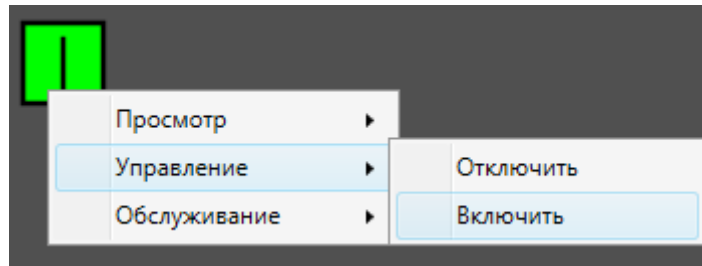 Просмотр
Управление
Обслуживание
Отключить
Включить